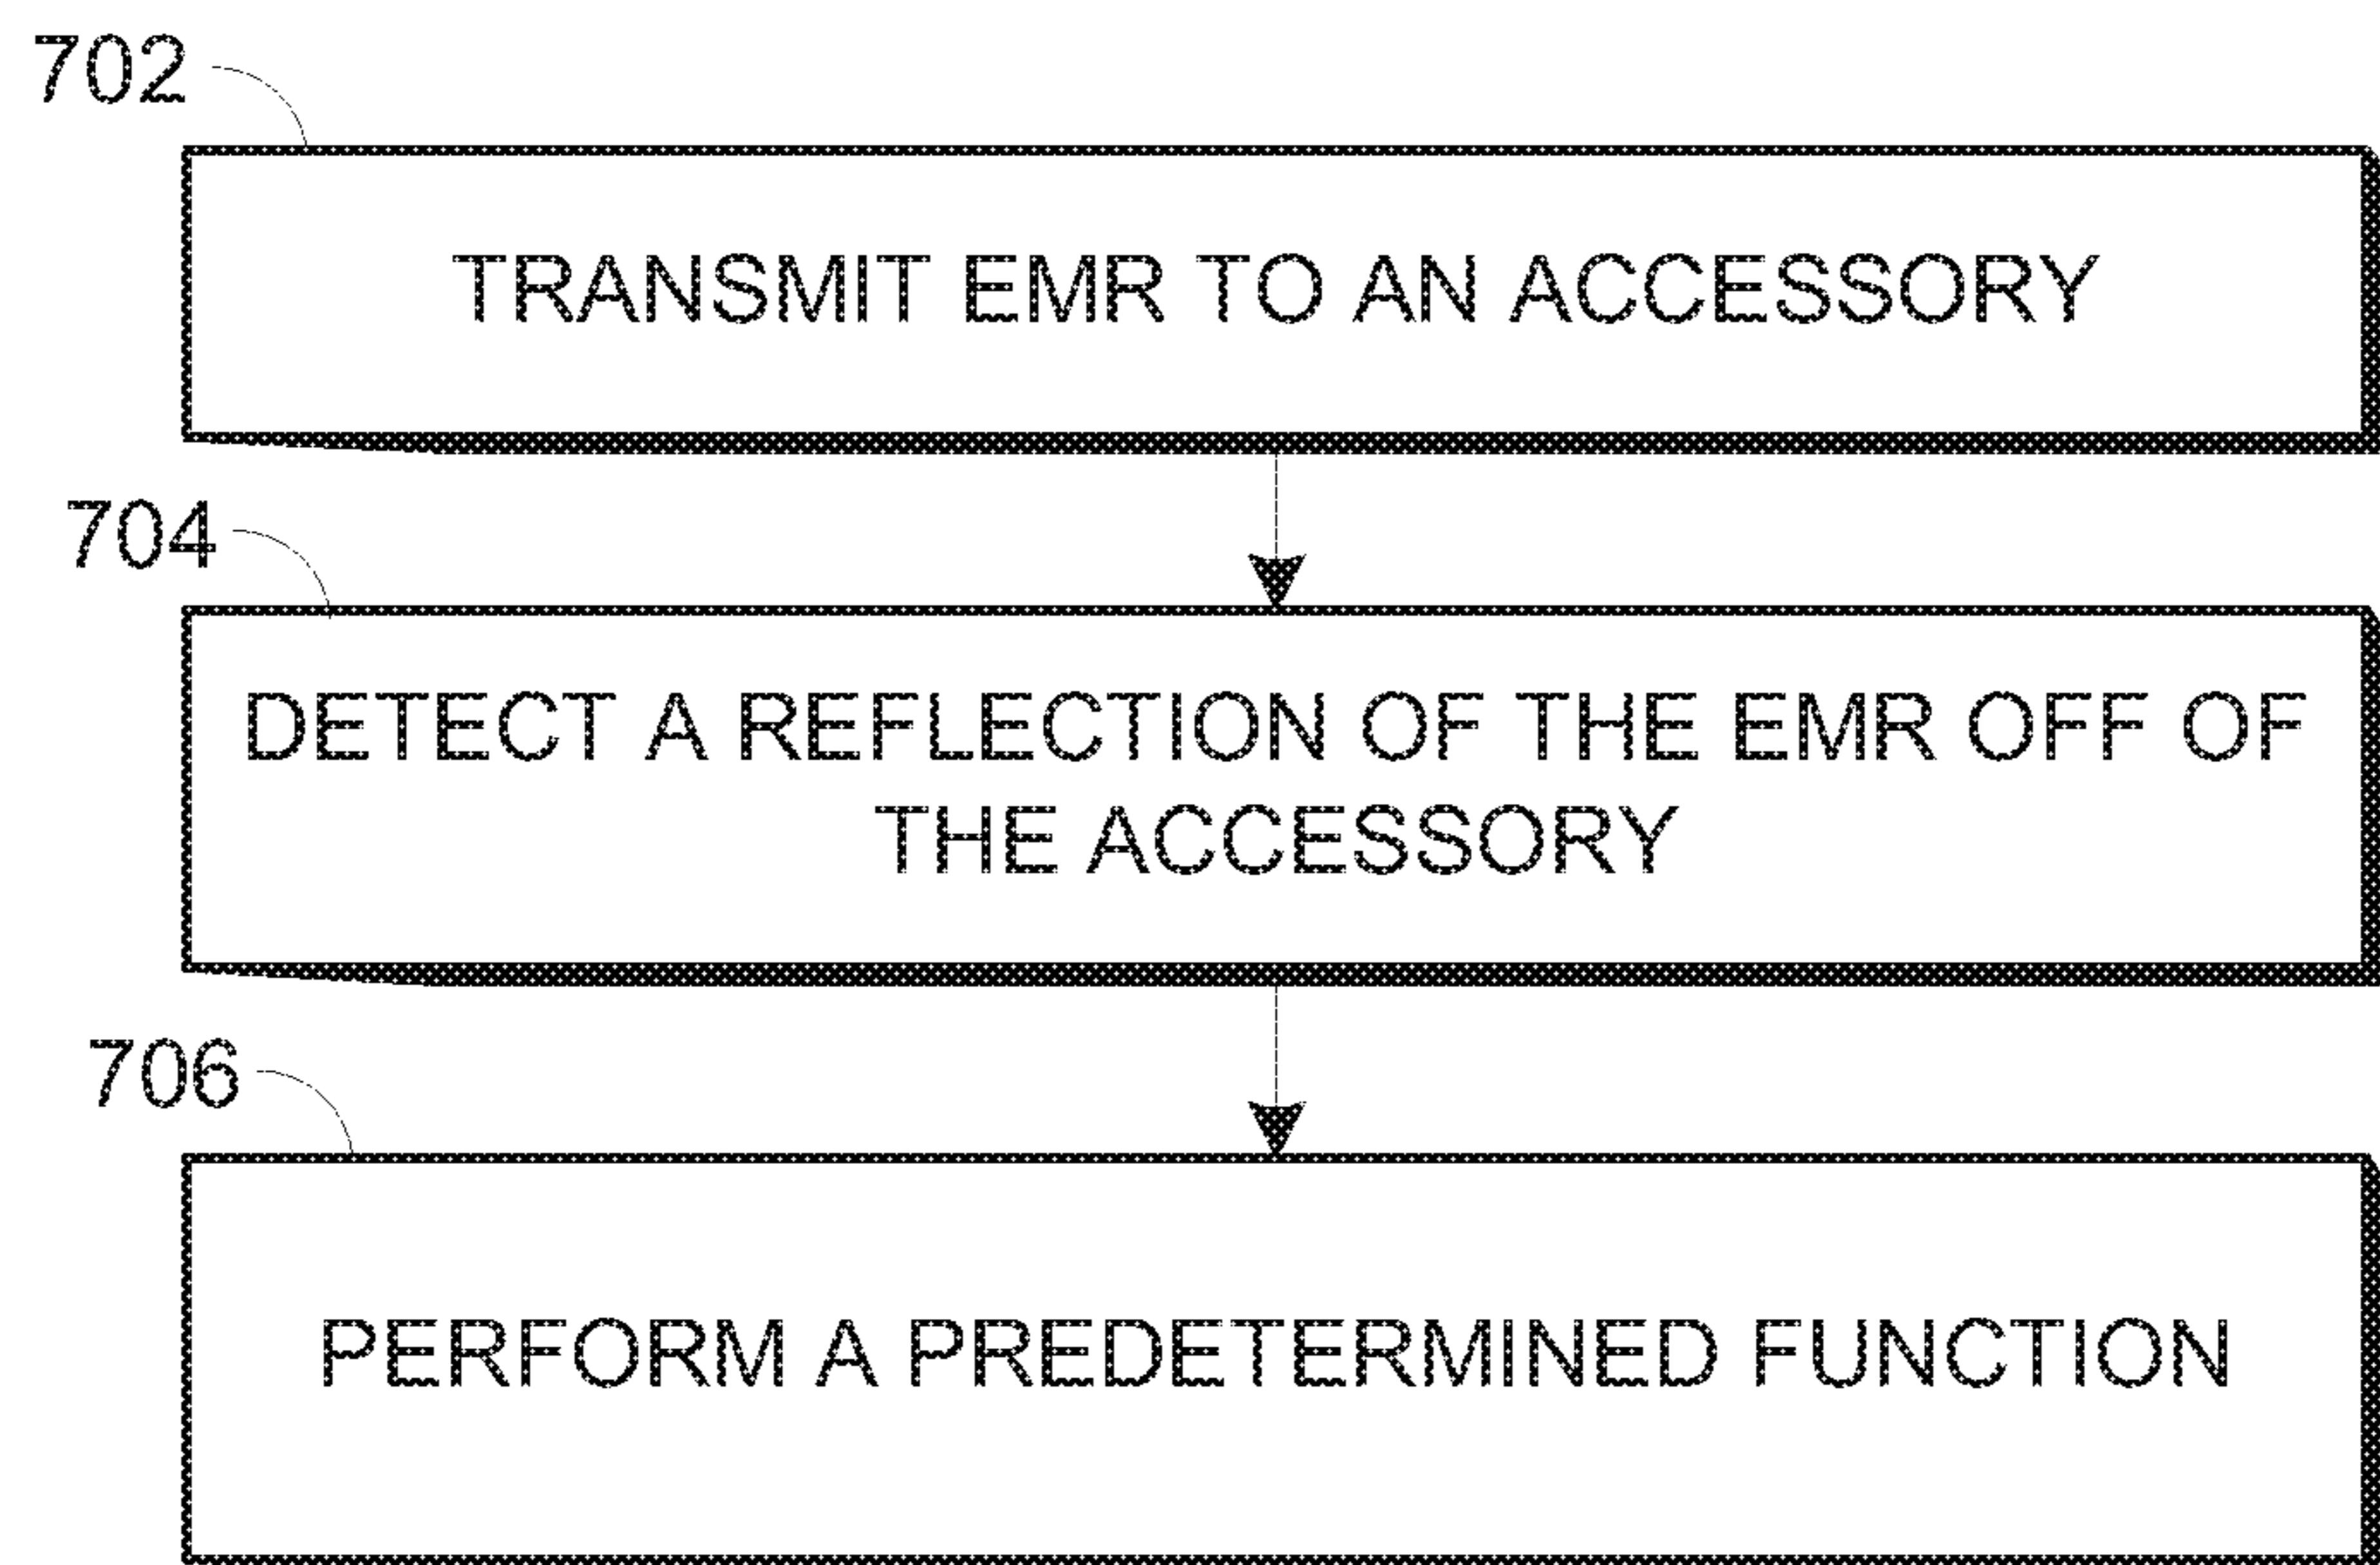 702
TRANSMIT EMR TO AN ACCESSORY
704
DETECT A REFLECTION OF THE EMR OFF OF
THE ACCESSORY
706
PERFORM A PREDETERMINED FUNCTION